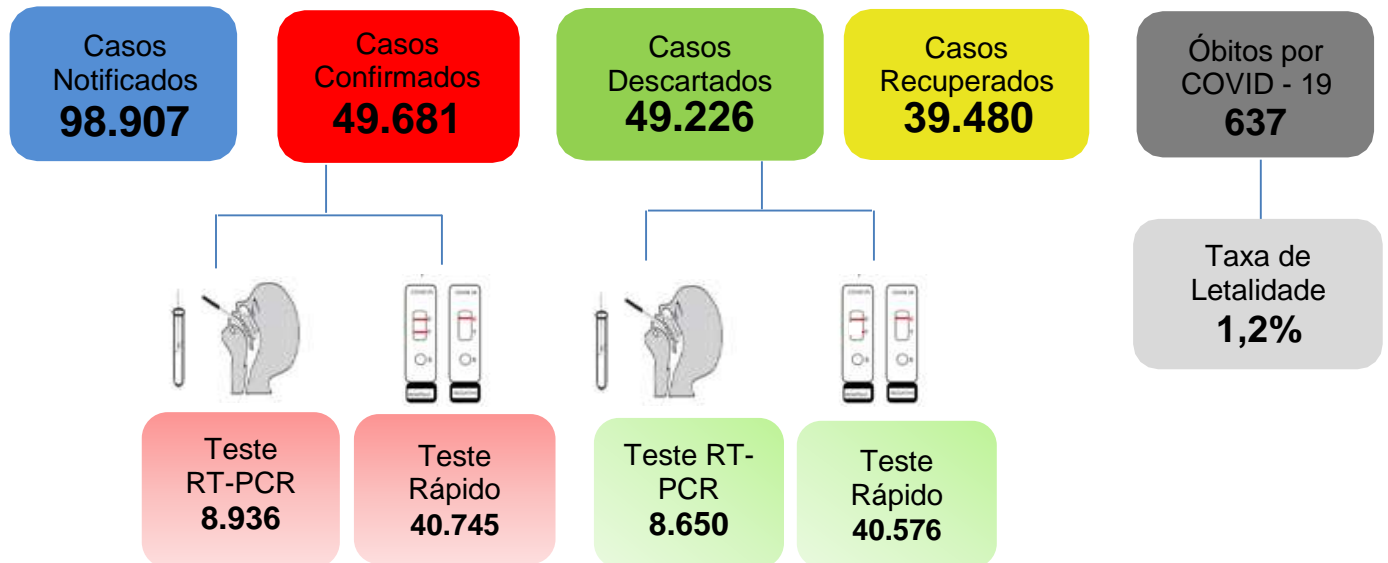 Casos
Notificados
98.907
Casos
Confirmados
49.681
Casos
Descartados
49.226
Casos
Recuperados
39.480
Óbitos por
COVID - 19
637
Taxa de
Letalidade
1,2%
Teste
RT-PCR
8.936
Teste
Rápido
40.745
Teste RT-
PCR
8.650
Teste
Rápido
40.576